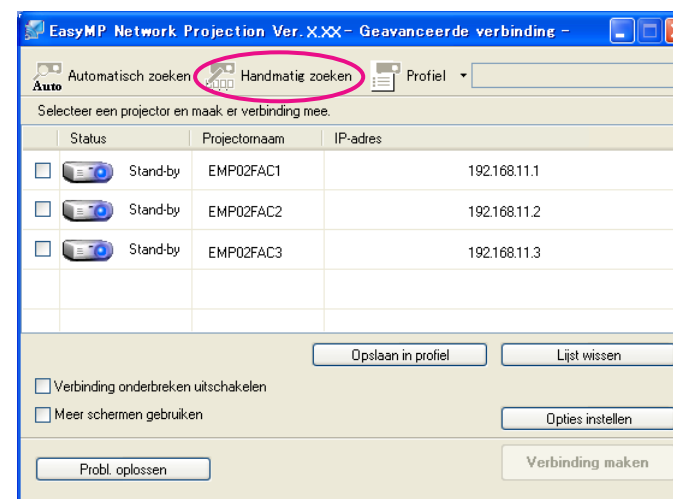 EasyMP Network Projection Ver. X.XX - Geavanceerde verbinding -
Auto Automatisch zoeken Handmatig zoeken Profiel
Selecteer een projector en maak er verbinding mee.
Status Projectornaam IP-adres
Stand-by EMP02FAC1 192.168.11.1
Stand-by EMP02FAC2 192.168.11.2
Stand-by EMP02FAC3 192.168.11.3
Opslaan in profiel Lijst wissen
Verbinding onderbreken uitschakelen
Meer schermen gebruiken
Opties instellen
Probl. oplossen Verbinding maken